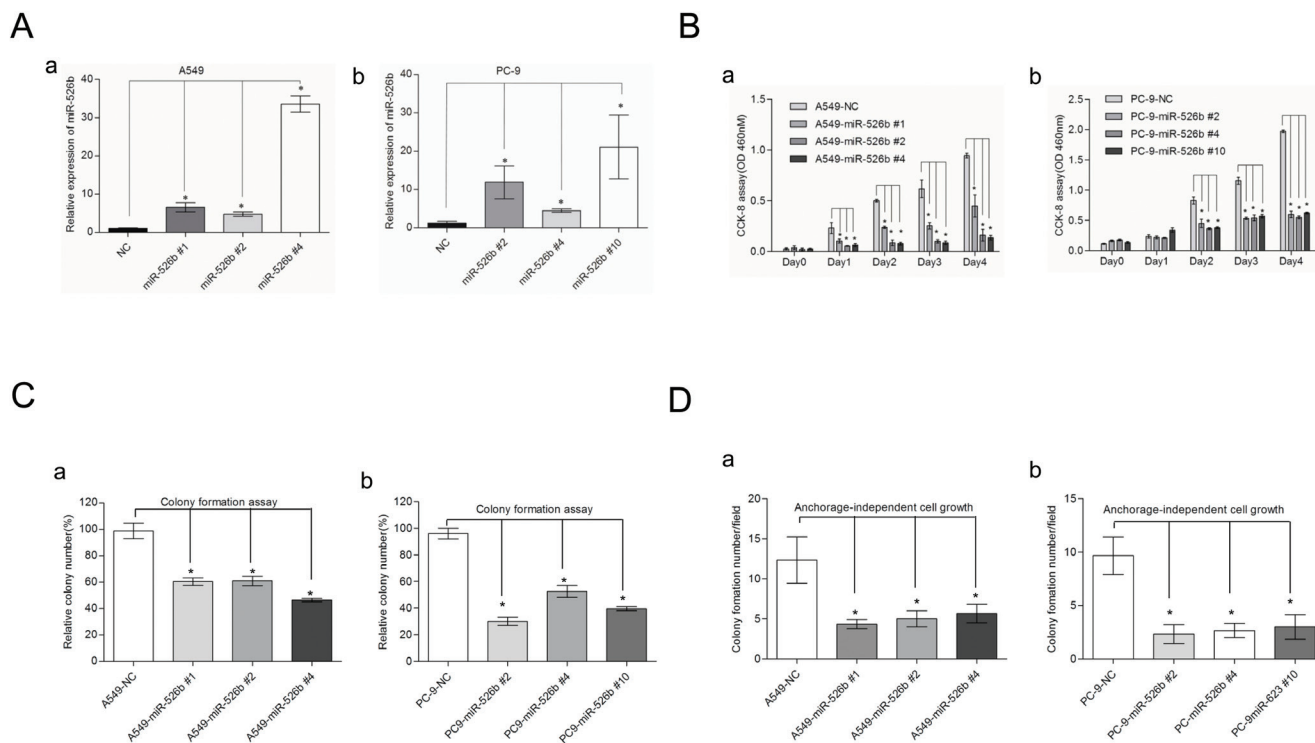 A
B
a
A549
Relative expression of miR-526b
40
30
20
10
0
*
*
*
NC
miR-526b #1
miR-526b #2
miR-526b #4
b
PC-9
Relative expression of miR-526b
40
30
20
10
0
*
*
*
NC
miR-526b #2
miR-526b #4
miR-526b #10
a
CCK-8 assay(OD 460nM)
1.5
1.0
0.5
0.0
A549-NC
A549-miR-526b #1
A549-miR-526b #2
A549-miR-526b #4
* * *
* * *
* * *
* * *
Day0
Day1
Day2
Day3
Day4
b
CCK-8 assay(OD 460nm)
2.5
2.0
1.5
1.0
0.5
0.0
PC-9-NC
PC-9-miR-526b #2
PC-9-miR-526b #4
PC-9-miR-526b #10
* * *
* * *
* * *
Day0
Day1
Day2
Day3
Day4
C
D
a
Colony formation assay
Relative colony number(%)
120
100
80
60
40
20
0
*
*
*
A549-NC
A549-miR-526b #1
A549-miR-526b #2
A549-miR-526b #4
b
Colony formation assay
Relative colony number(%)
120
100
80
60
40
20
0
*
*
*
PC-NC
PC9-miR-526b #2
PC9-miR-526b #4
PC9-miR-526b #10
a
Anchorage-independent cell growth
Colony formation number/field
20
15
10
5
0
*
*
*
A549-NC
A549-miR-526b #1
A549-miR-526b #2
A549-miR-526b #4
b
Anchorage-independent cell growth
Colony formation number/field
15
10
5
0
*
*
*
PC-9-NC
PC-9-miR-526b #2
PC-miR-526b #4
PC-9miR-623 #10